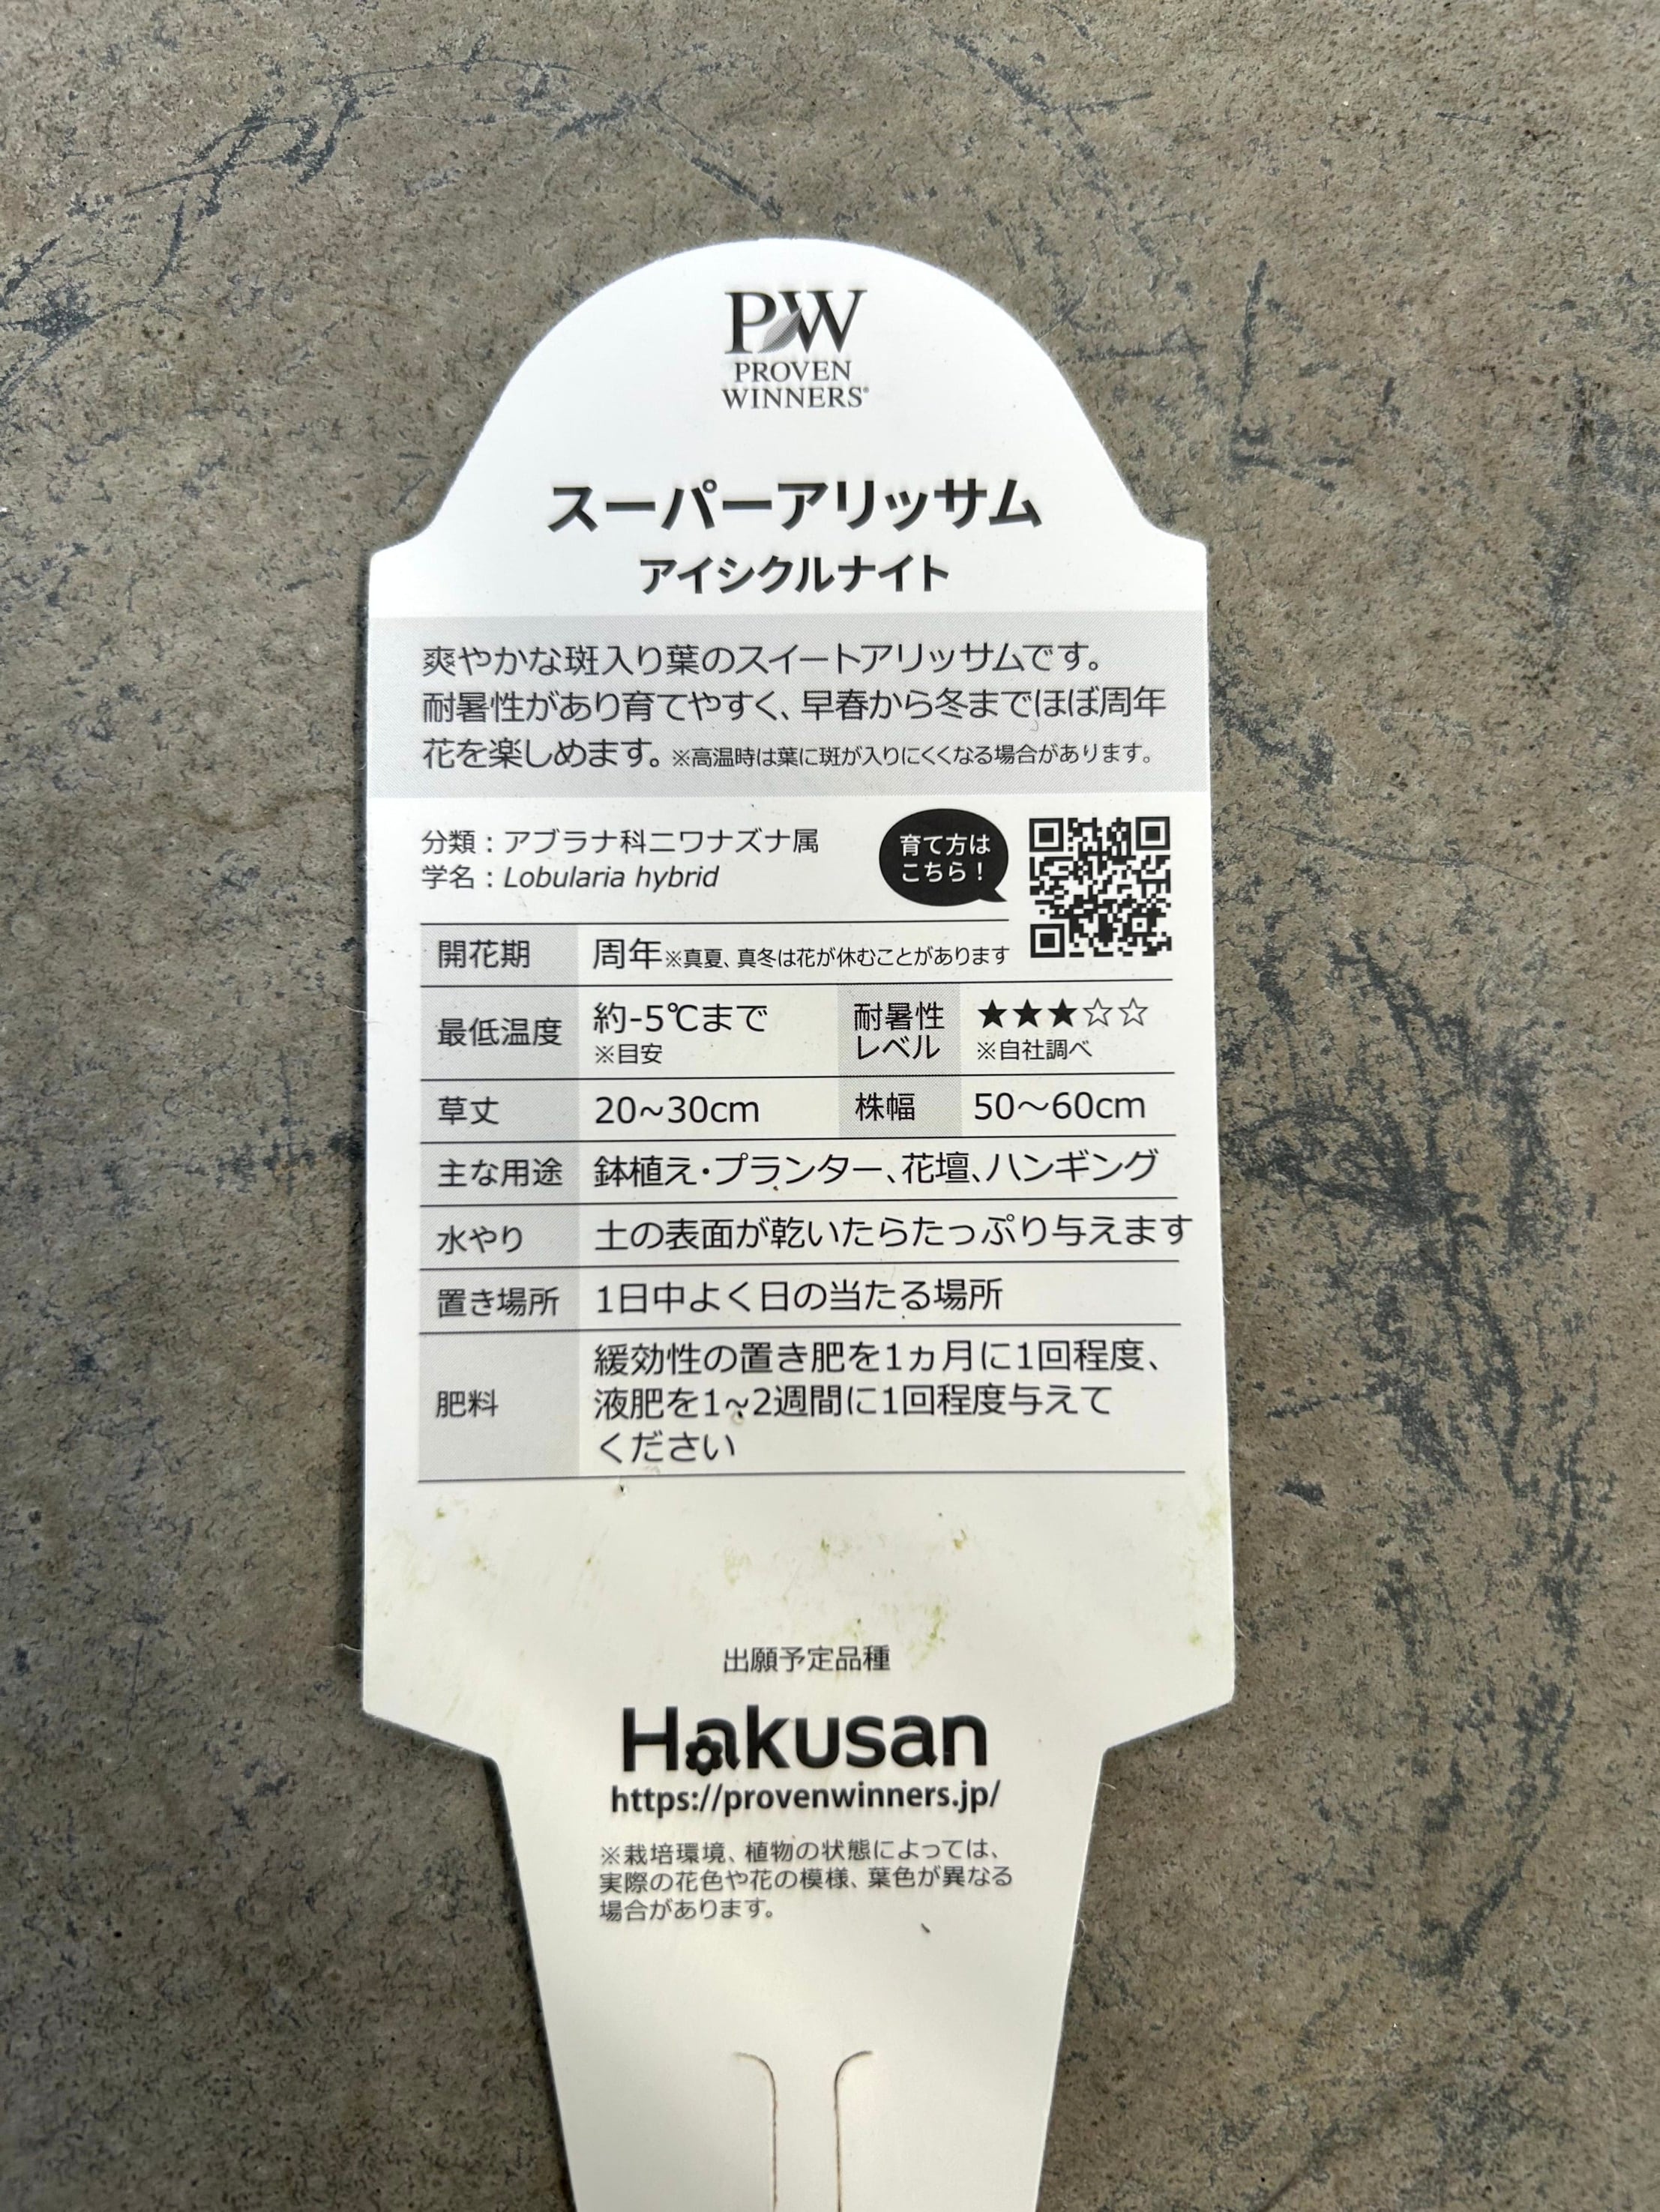 PW
PROVEN
WINNERS®
スーパーアリッサム
アイシクルナイト
爽やかな斑入り葉のスイートアリッサムです。
耐暑性があり育てやすく、早春から冬までほぼ周年
花を楽しめます。※高温時は葉に斑が入りにくくなる場合があります。
分類：アブラナ科ニワナズナ属
学名：Lobularia hybrid
育て方は
こちら！
開花期 周年※真夏、真冬は花が休むことがあります
最低温度 約-5℃まで
※目安
耐暑性
レベル
★★★☆☆
※自社調べ
草丈 20~30cm 株幅 50～60cm
主な用途 鉢植え・プランター、花壇、ハンギング
水やり 土の表面が乾いたらたっぷり与えます
置き場所 1日中よく日の当たる場所
肥料 緩効性の置き肥を1ヵ月に1回程度、
液肥を1~2週間に1回程度与えて
ください
出願予定品種
Hakusan
https://provenwinners.jp/
※栽培環境、植物の状態によっては、
実際の花色や花の模様、葉色が異なる
場合があります。